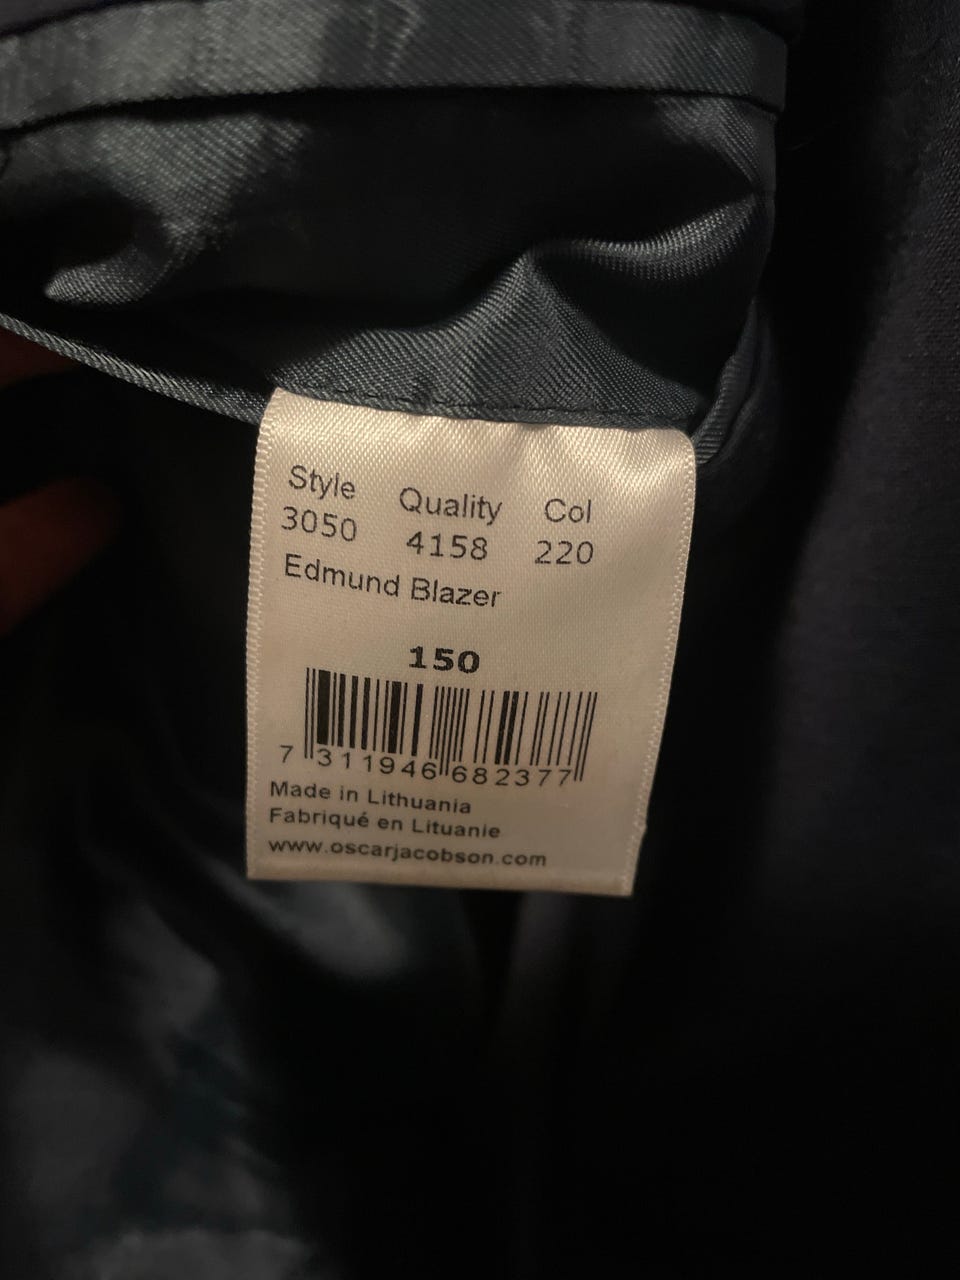 Style Quality Col
3050 4158 220
Edmund Blazer
150
7 311946 682377
Made in Lithuania
Fabriqué en Lituanie
www.oscarjacobson.com